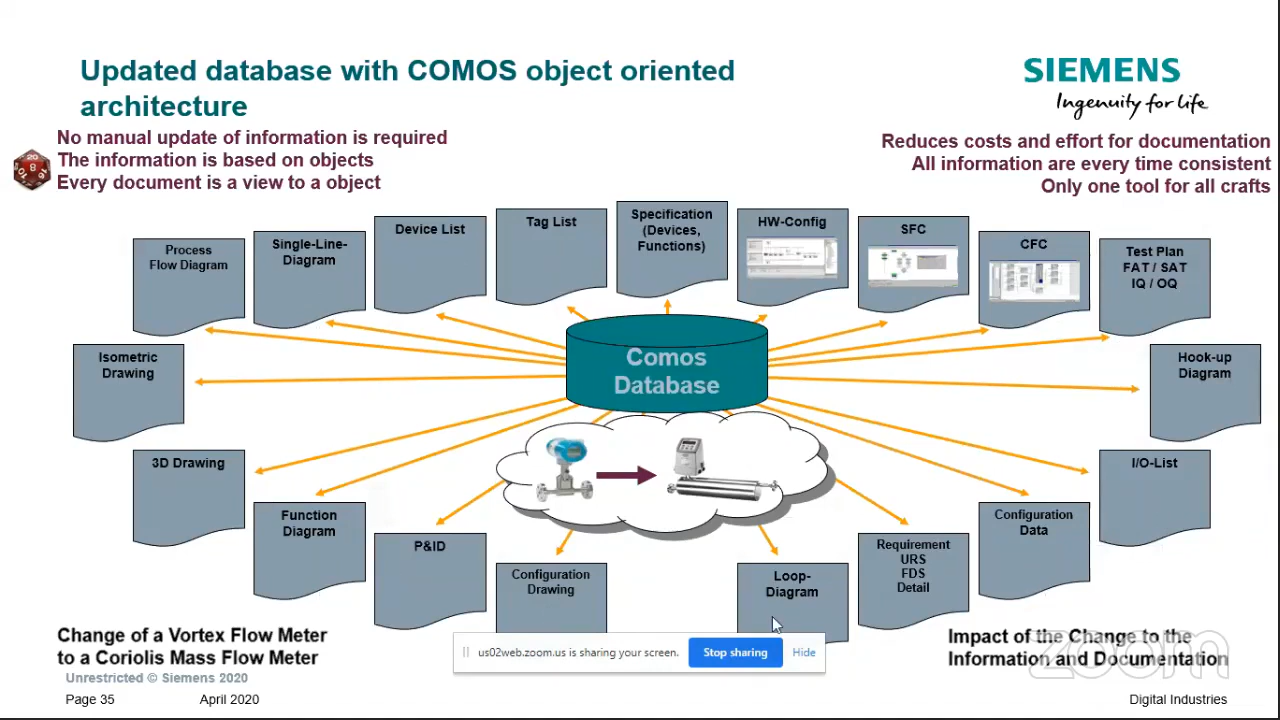 Updated database with COMOS object oriented
architecture
SIEMENS
Ingenuity for life
No manual update of information is required
The information is based on objects
Every document is a view to a object
Reduces costs and effort for documentation
All information are every time consistent
Only one tool for all crafts
Process
Flow Diagram
Single-Line-
Diagram
Device List
Tag List
Specification
(Devices,
Functions)
HW-Config
SFC
CFC
Test Plan
FAT / SAT
IQ / OQ
Isometric
Drawing
Comos
Database
Hook-up
Diagram
3D Drawing
I/O-List
Function
Diagram
P&ID
Configuration
Drawing
Loop-
Diagram
Requirement
URS
FDS
Detail
Configuration
Data
Change of a Vortex Flow Meter
to a Coriolis Mass Flow Meter
Impact of the Change to the
Information and Documentation
zoom
us02web.zoom.us is sharing your screen.
Stop sharing
Hide
Unrestricted © Siemens 2020
Page 35
April 2020
Digital Industries